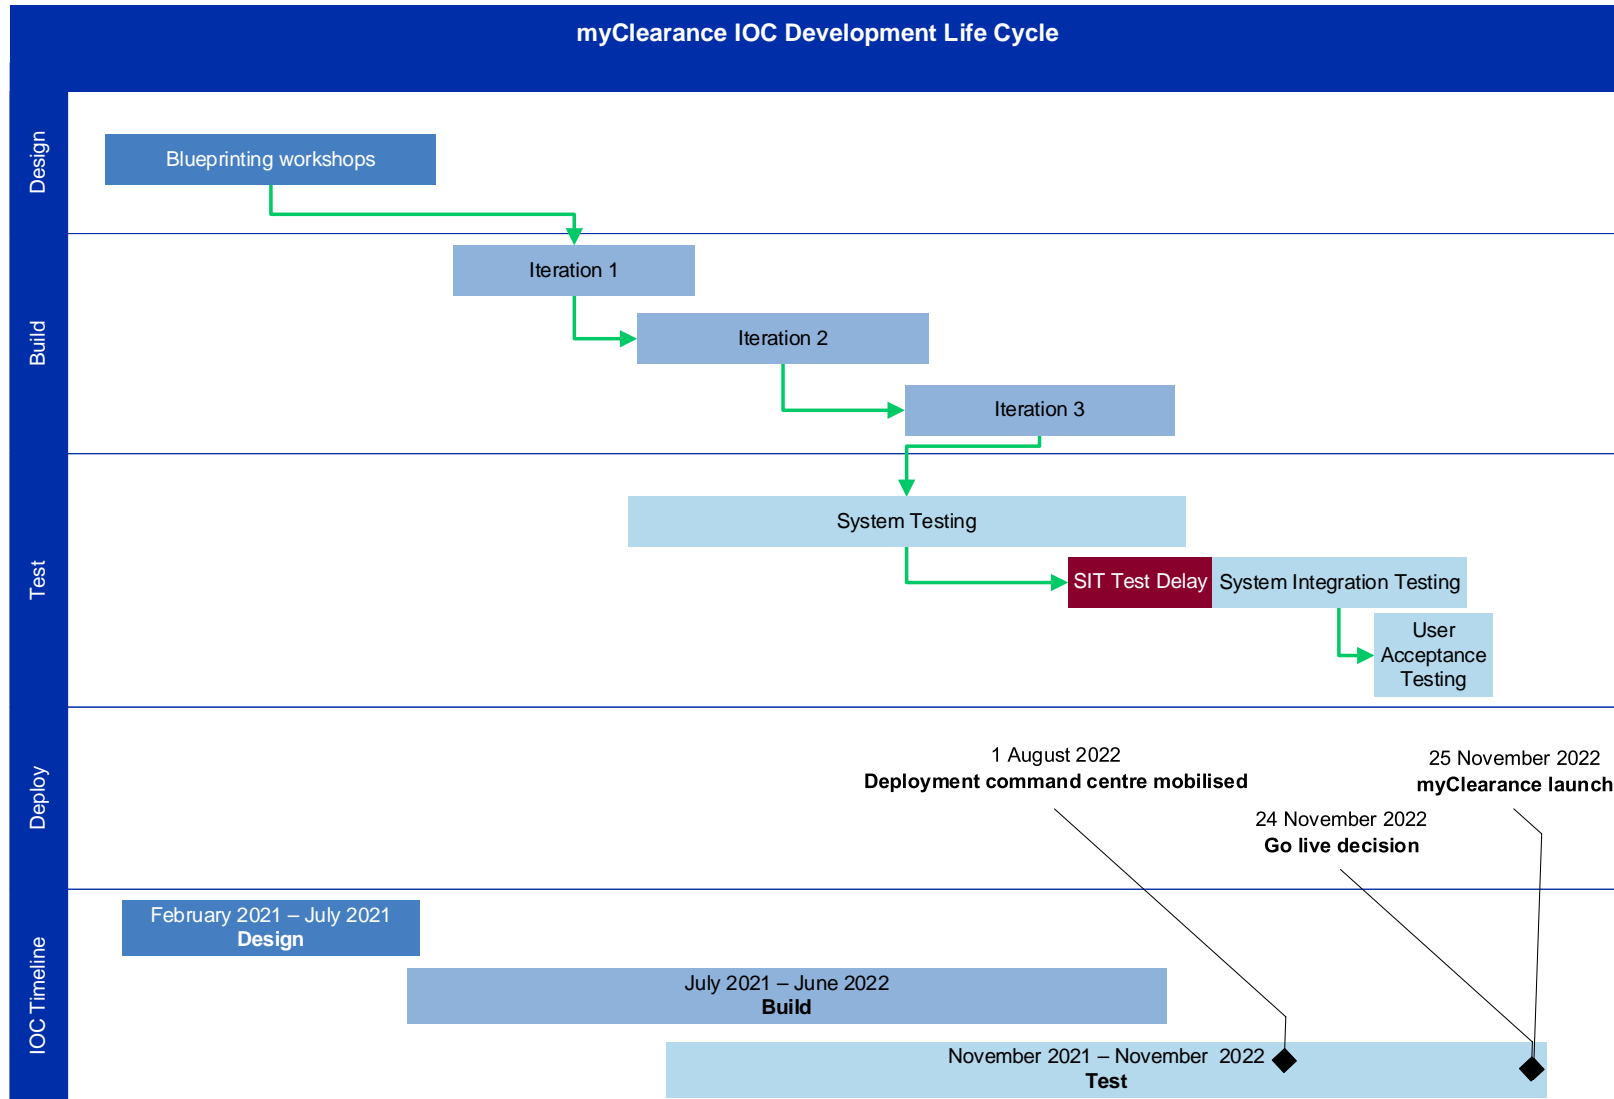 myClearance IOC Development Life Cycle
Design
Blueprinting workshops
Build
Iteration 1
Iteration 2
Iteration 3
Test
System Testing
SIT Test Delay
System Integration Testing
User
Acceptance
Testing
Deploy
1 August 2022
Deployment command centre mobilised
25 November 2022
myClearance launch
24 November 2022
Go live decision
IOC Timeline
February 2021 – July 2021
Design
July 2021 – June 2022
Build
November 2021 – November  2022
Test